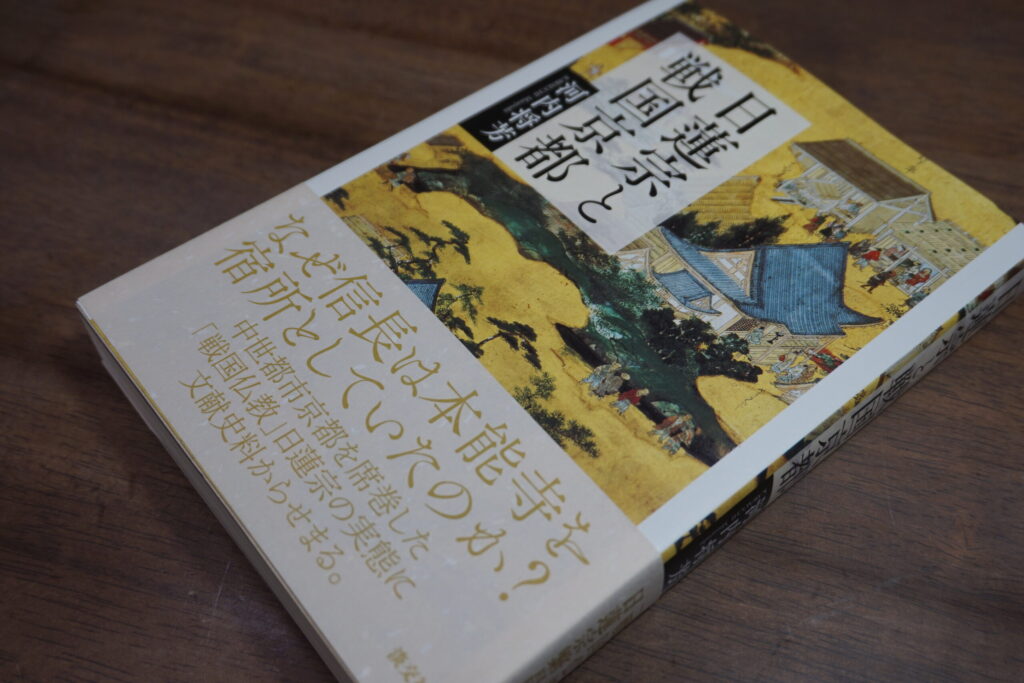 日蓮宗と
戦国京都
河内将芳
なぜ信長は本能寺を
宿所としていたのか？
中世都市京都を席巻した
「戦国仏教」日蓮宗の実態に
文献史料からせまる。
淡交